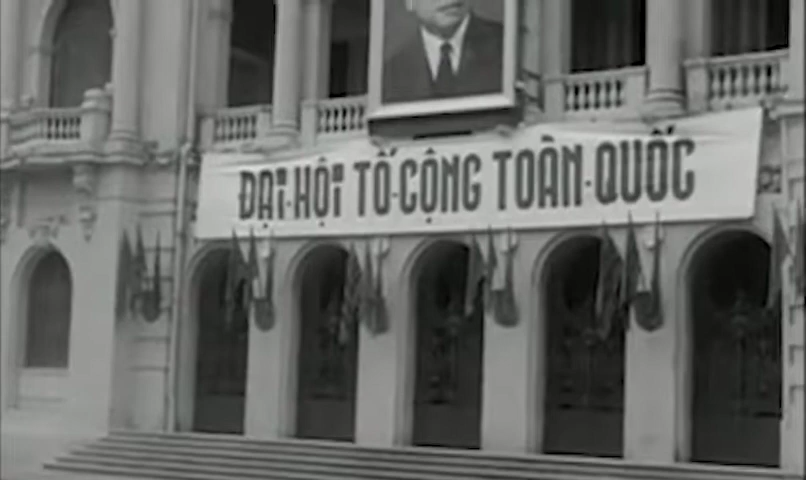 ĐẠI-HỘI TỐ-CỘNG TOÀN-QUỐC